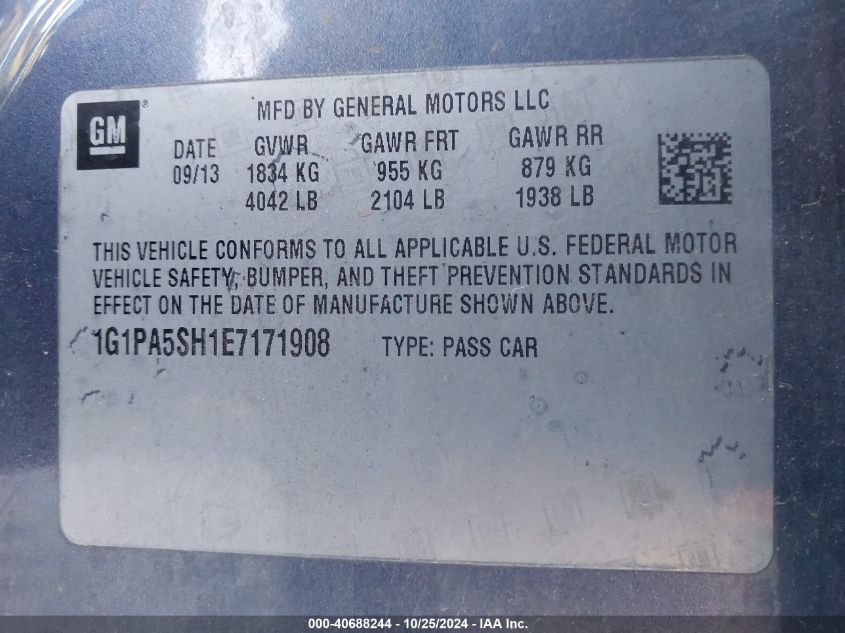 GM ®
MFD BY GENERAL MOTORS LLC
DATE GVWR GAWR FRT GAWR RR
09/13 1834 KG 955 KG 879 KG
4042 LB 2104 LB 1938 LB
THIS VEHICLE CONFORMS TO ALL APPLICABLE U.S. FEDERAL MOTOR
VEHICLE SAFETY, BUMPER, AND THEFT PREVENTION STANDARDS IN
EFFECT ON THE DATE OF MANUFACTURE SHOWN ABOVE.
1G1PA5SH1E7171908 TYPE: PASS CAR
000-40688244 - 10/25/2024 - IAA Inc.